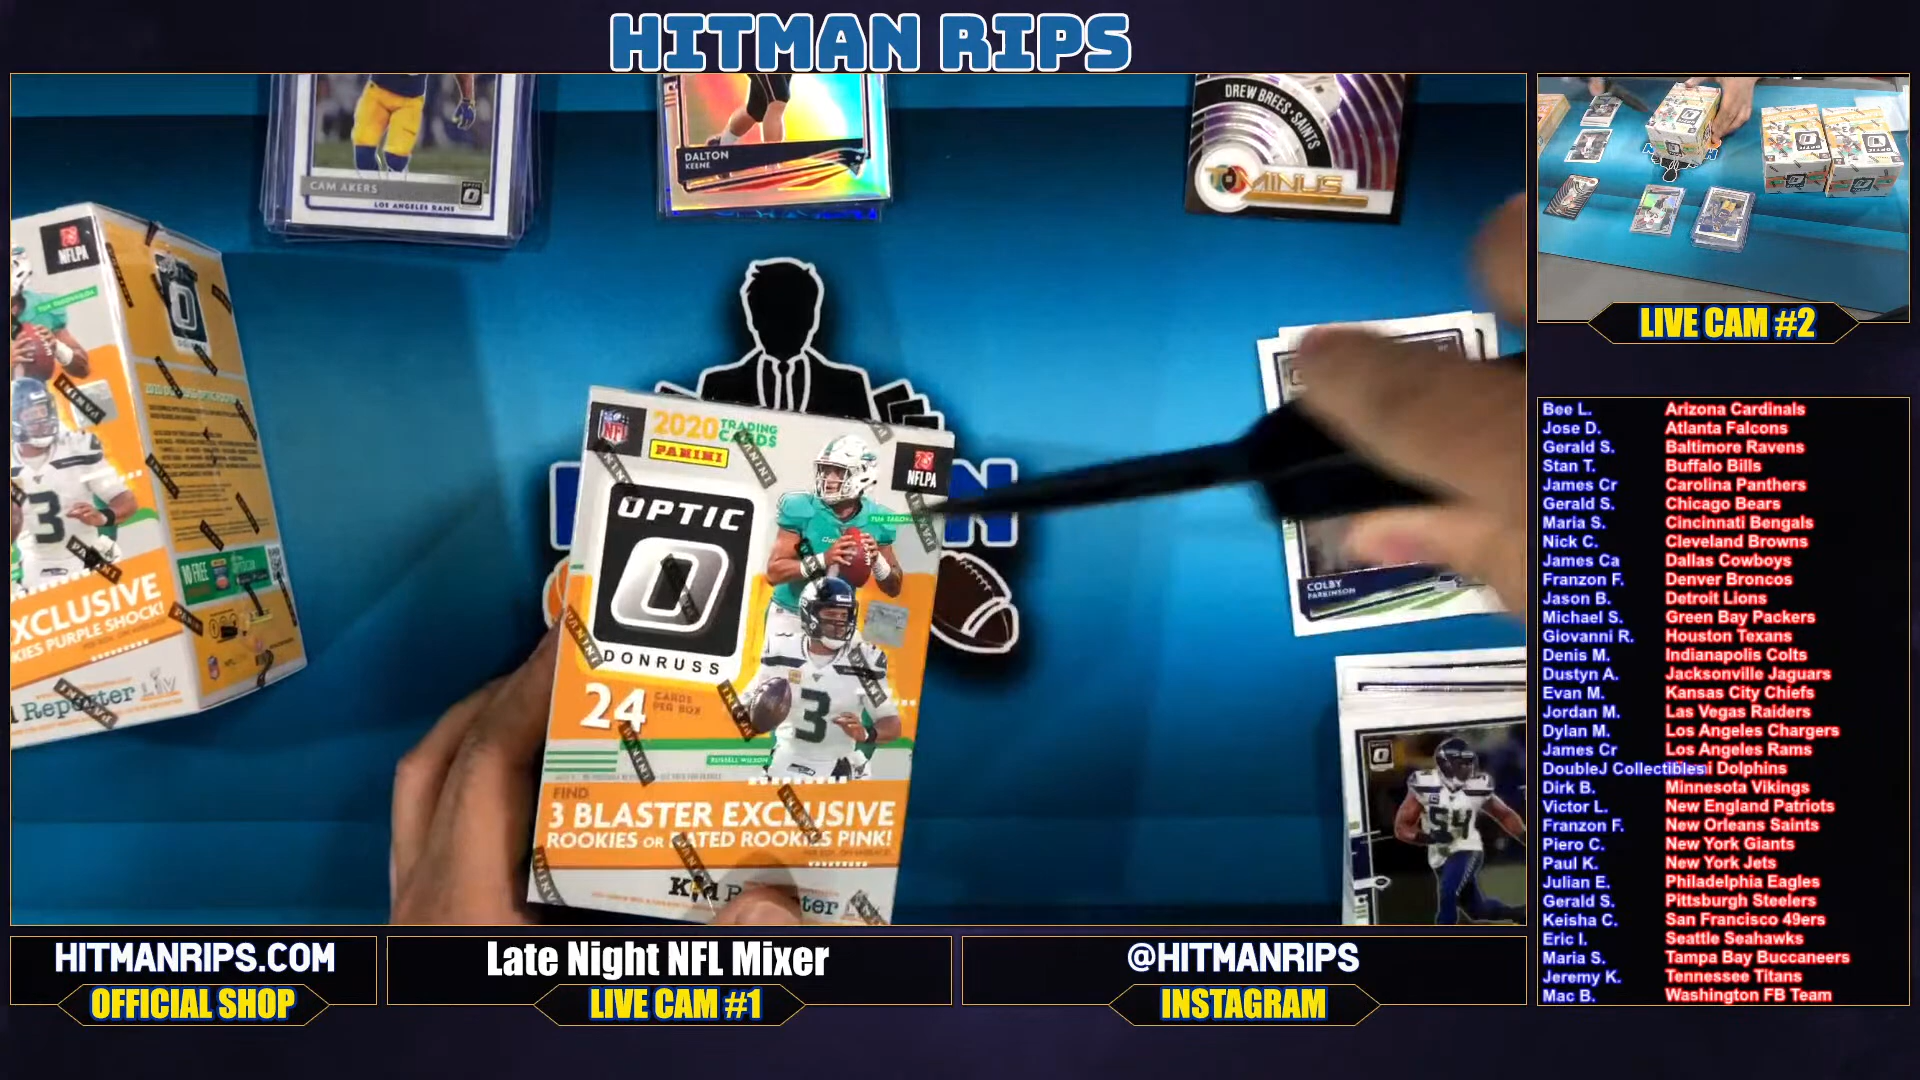 HITMAN RIPS
CAM AKERS
LOS ANGELES RAMS
DALTON
KEENE
DREW BREES • SAINTS
NFLPA
EXCLUSIVE
PURPLE SHOCK!
NFL
2020 TRADING CARDS
PANINI
NFLPA
OPTIC
DONRUSS
24 CARDS PER BOX
3
RUSSELL WILSON
FIND
3 BLASTER EXCLUSIVE
ROOKIES OR RATED ROOKIES PINK!
COLBY
PARKINSON
54
LIVE CAM #2
Bee L. Arizona Cardinals
Jose D. Atlanta Falcons
Gerald S. Baltimore Ravens
Stan T. Buffalo Bills
James Cr Carolina Panthers
Gerald S. Chicago Bears
Maria S. Cincinnati Bengals
Nick C. Cleveland Browns
James Ca Dallas Cowboys
Franzon F. Denver Broncos
Jason B. Detroit Lions
Michael S. Green Bay Packers
Giovanni R. Houston Texans
Denis M. Indianapolis Colts
Dustyn A. Jacksonville Jaguars
Evan M. Kansas City Chiefs
Jordan M. Las Vegas Raiders
Dylan M. Los Angeles Chargers
James Cr Los Angeles Rams
DoubleJ Collectibles Dolphins
Dirk B. Minnesota Vikings
Victor L. New England Patriots
Franzon F. New Orleans Saints
Piero C. New York Giants
Paul K. New York Jets
Julian E. Philadelphia Eagles
Gerald S. Pittsburgh Steelers
Keisha C. San Francisco 49ers
Eric I. Seattle Seahawks
Maria S. Tampa Bay Buccaneers
Jeremy K. Tennessee Titans
Mac B. Washington FB Team
HITMANRIPS.COM
OFFICIAL SHOP
Late Night NFL Mixer
LIVE CAM #1
@HITMANRIPS
INSTAGRAM